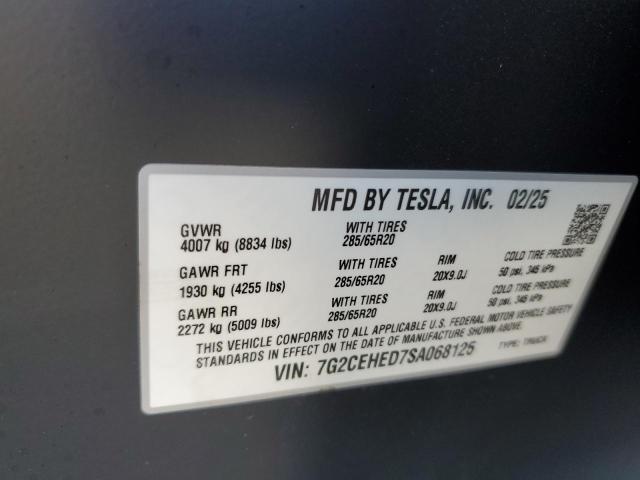 MFD BY TESLA, INC. 02/25
GVWR WITH TIRES
4007 kg (8834 lbs) 285/65R20
GAWR FRT WITH TIRES RIM COLD TIRE PRESSURE
1930 kg (4255 lbs) 285/65R20 20X9.0J 50 psi, 345 kPa
GAWR RR WITH TIRES RIM COLD TIRE PRESSURE
2272 kg (5009 lbs) 285/65R20 20X9.0J 50 psi, 345 kPa
THIS VEHICLE CONFORMS TO ALL APPLICABLE U.S. FEDERAL MOTOR VEHICLE SAFETY
STANDARDS IN EFFECT ON THE DATE OF MANUFACTURE SHOWN ABOVE.
VIN: 7G2CEHED7SA068125 TYPE: TRUCK